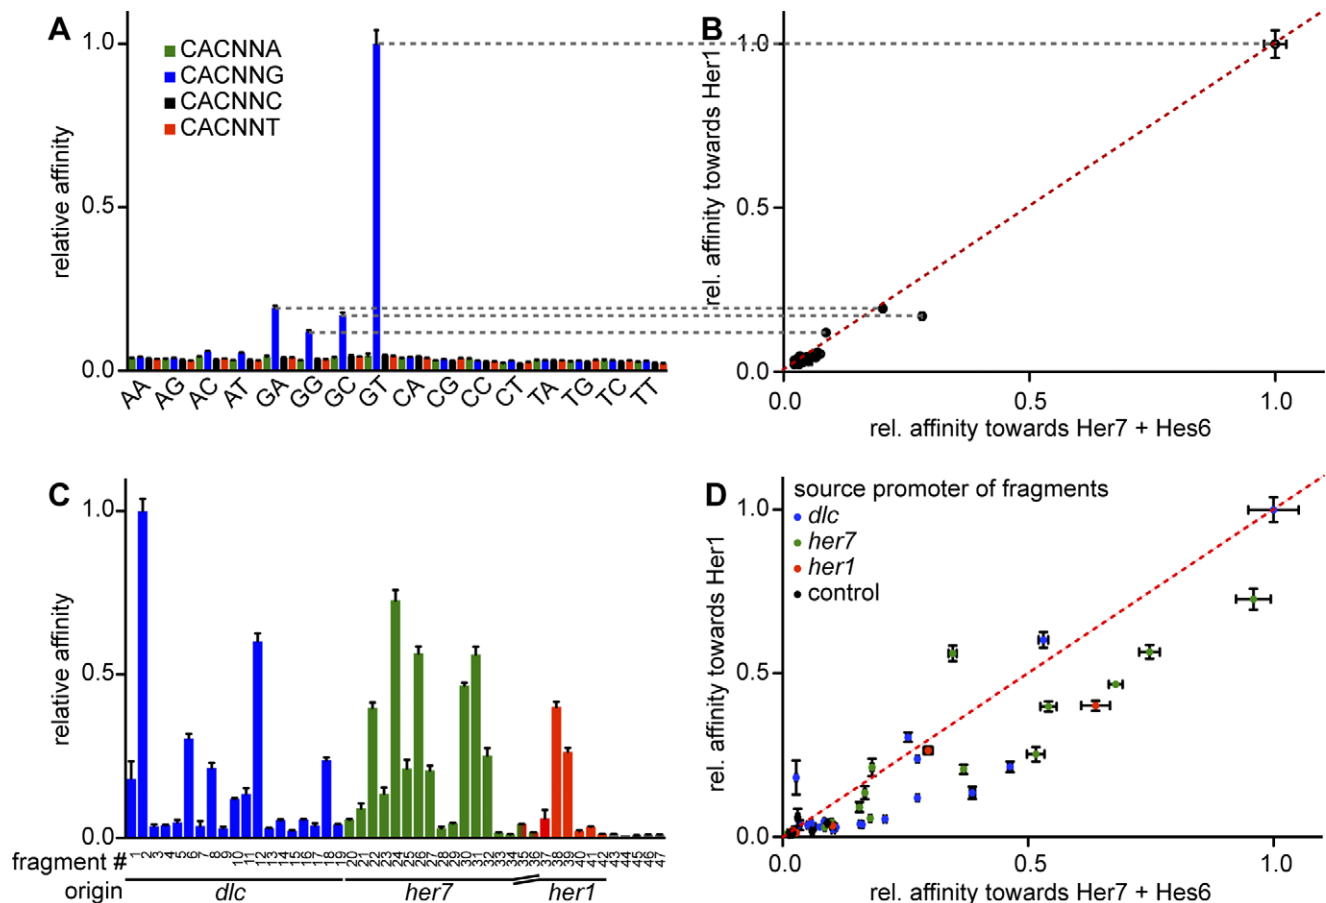 A
1.0
0.5
0.0
relative affinity
CACNNA
CACNNG
CACNNC
CACNNT
AA AG AC AT GA GG GC GT CA CG CC CT TA TG TC TT
B
1.0
0.5
0.0
rel. affinity towards Her1
0.0 0.5 1.0
rel. affinity towards Her7 + Hes6
C
1.0
0.5
0.0
relative affinity
fragment # 1 2 3 4 5 6 7 8 9 10 11 12 13 14 15 16 17 18 19 20 21 22 23 24 25 26 27 28 29 30 31 32 33 34 35 36 37 38 39 40 41 42 43 44 45 46 47
origin dlc her7 her1
D
source promoter of fragments
dlc
her7
her1
control
1.0
0.5
0.0
rel. affinity towards Her1
0.0 0.5 1.0
rel. affinity towards Her7 + Hes6